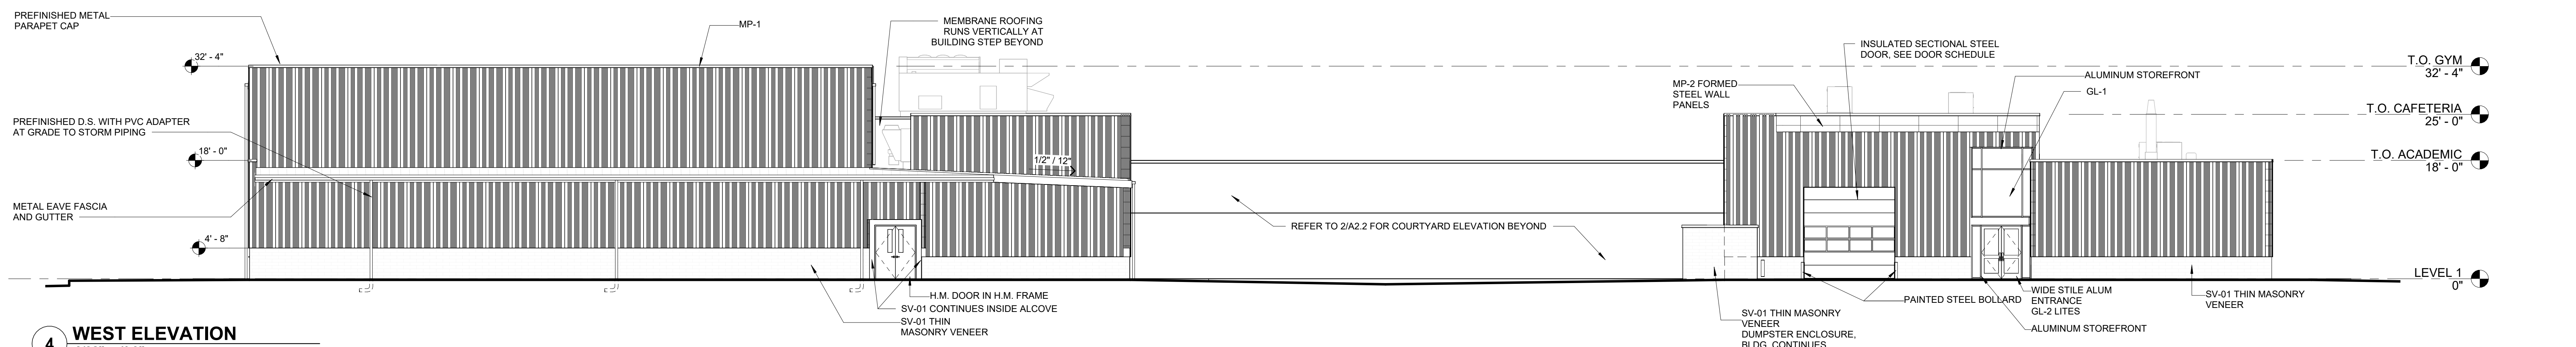 PREFINISHED METAL
PARAPET CAP
32' - 4"
MP-1
MEMBRANE ROOFING
RUNS VERTICALLY AT
BUILDING STEP BEYOND
PREFINISHED D.S. WITH PVC ADAPTER
AT GRADE TO STORM PIPING
18' - 0"
METAL EAVE FASCIA
AND GUTTER
4' - 8"
1/2" / 12"
REFER TO 2/A2.2 FOR COURTYARD ELEVATION BEYOND
H.M. DOOR IN H.M. FRAME
SV-01 CONTINUES INSIDE ALCOVE
SV-01 THIN
MASONRY VENEER
INSULATED SECTIONAL STEEL
DOOR, SEE DOOR SCHEDULE
MP-2 FORMED
STEEL WALL
PANELS
ALUMINUM STOREFRONT
GL-1
T.O. GYM
32' - 4"
T.O. CAFETERIA
25' - 0"
T.O. ACADEMIC
18' - 0"
LEVEL 1
0"
PAINTED STEEL BOLLARD
WIDE STILE ALUM
ENTRANCE
GL-2 LITES
ALUMINUM STOREFRONT
SV-01 THIN MASONRY
VENEER
SV-01 THIN MASONRY
VENEER
DUMPSTER ENCLOSURE,
BLDG. CONTINUES
4
WEST ELEVATION